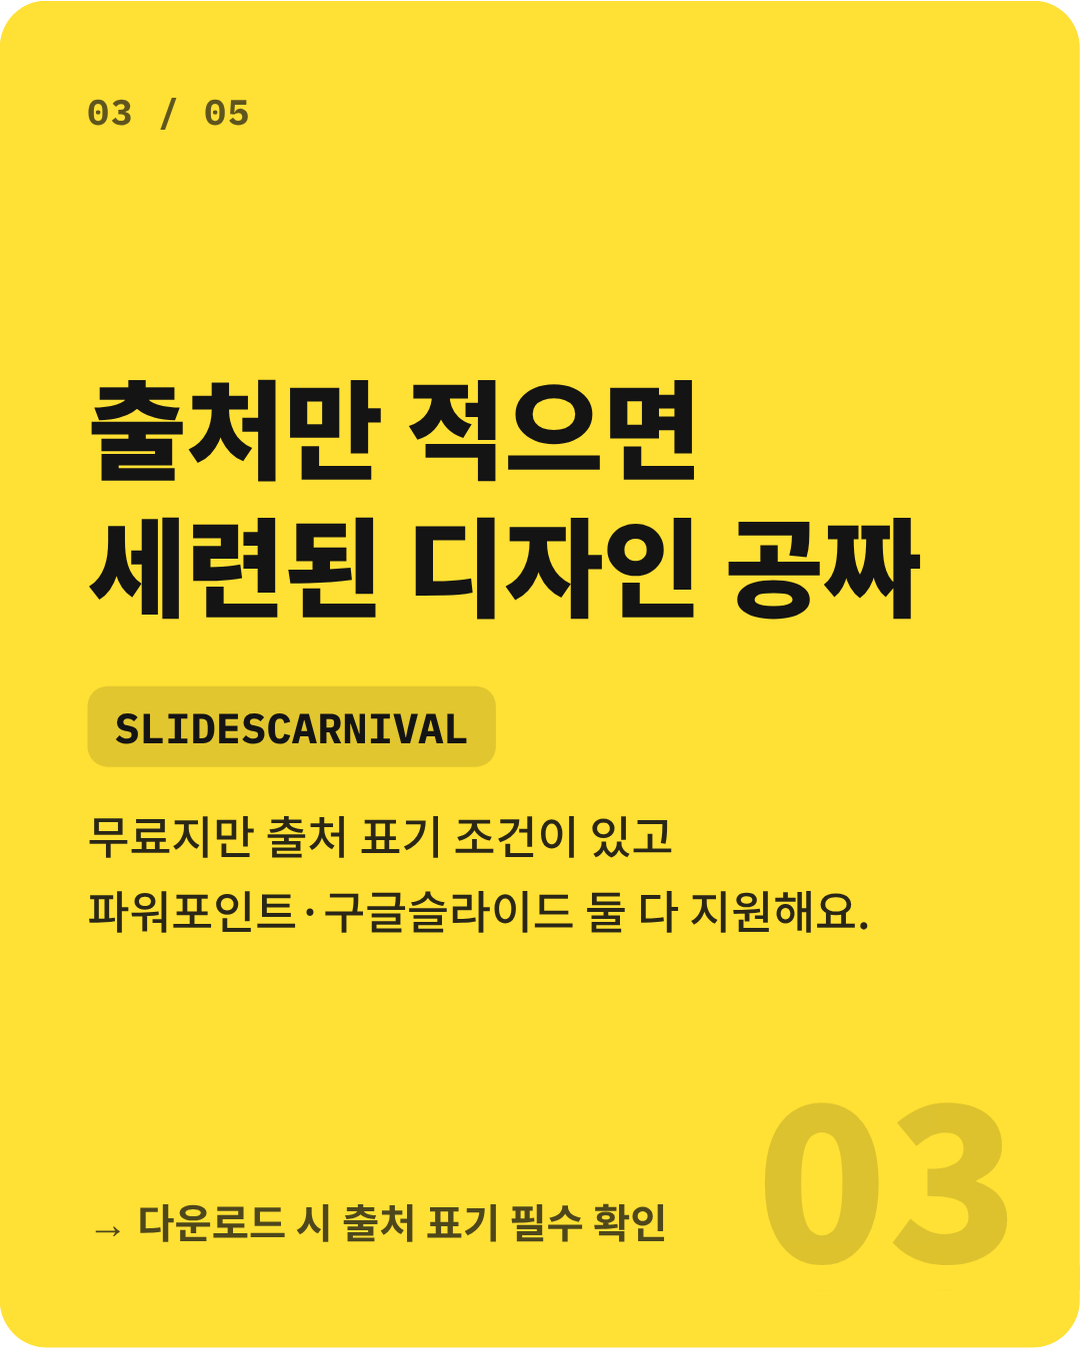 03 / 05
출처만 적으면
세련된 디자인 공짜
SLIDESCARNIVAL
무료지만 출처 표기 조건이 있고
파워포인트·구글슬라이드 둘 다 지원해요.
→ 다운로드 시 출처 표기 필수 확인
03